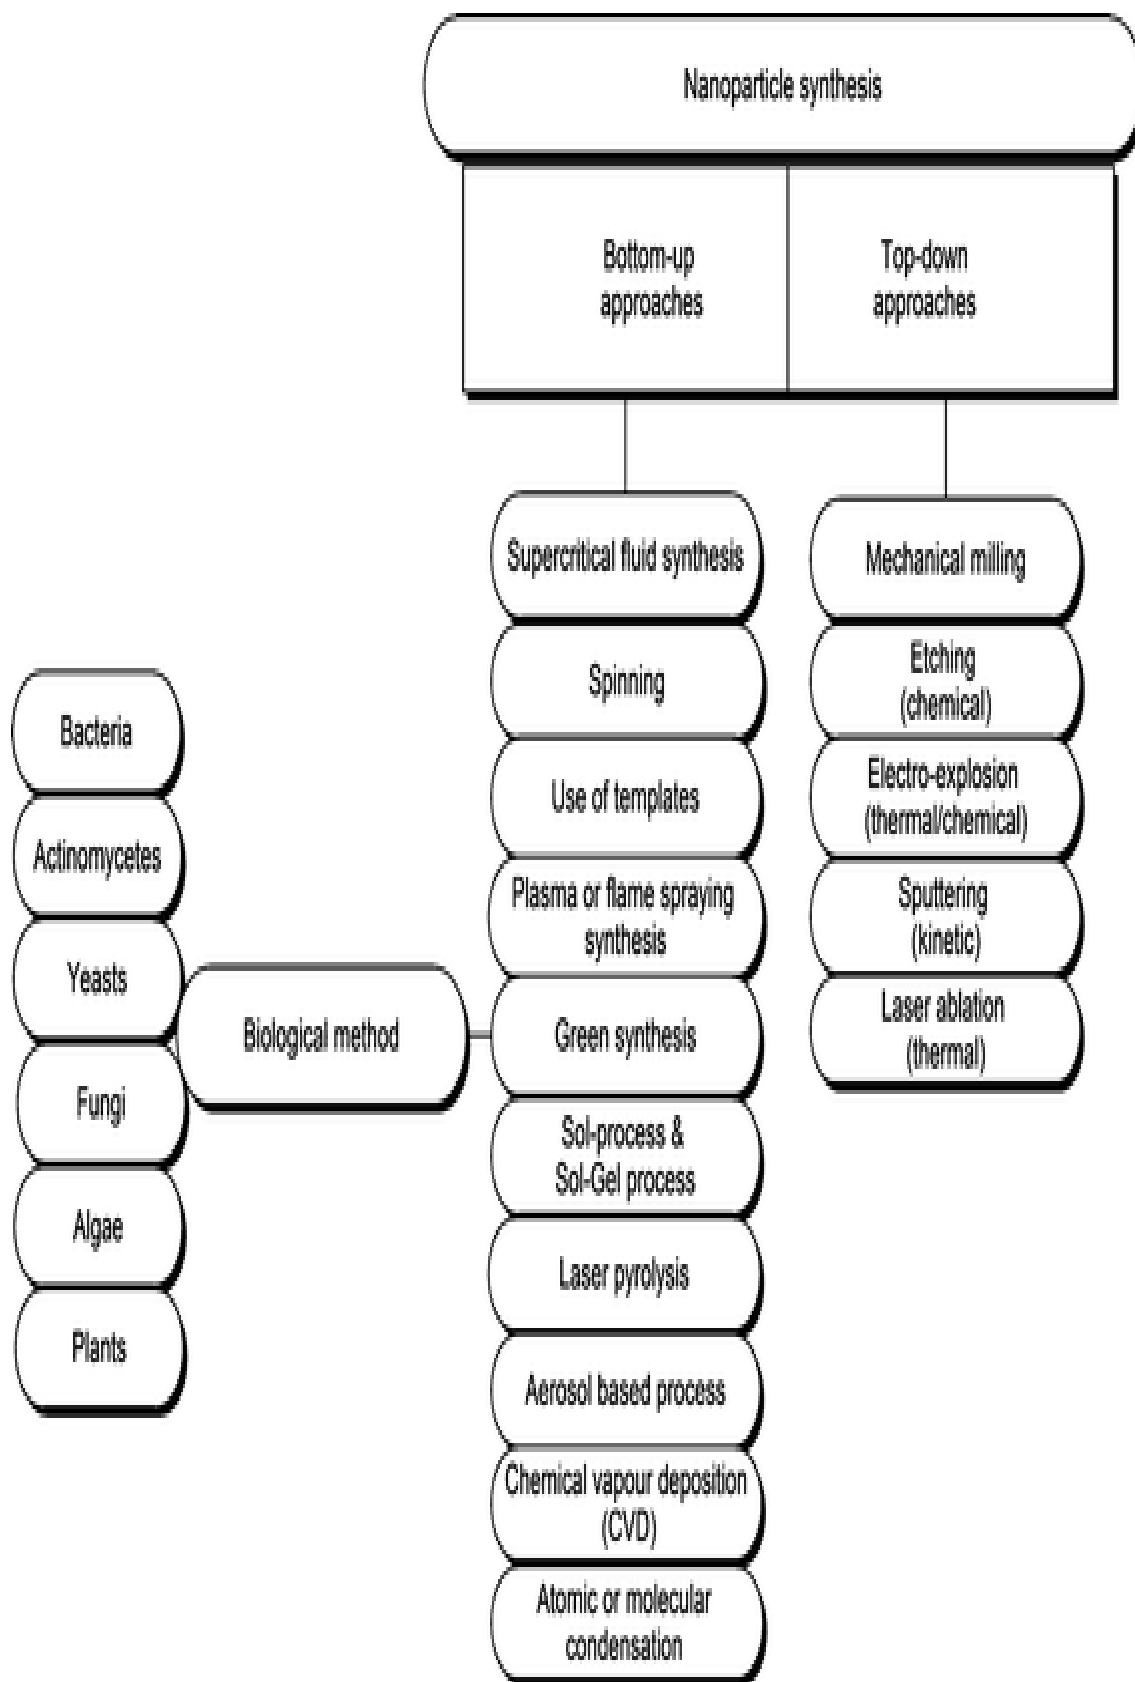 Nanoparticle synthesis
Bottom-up
approaches
Top-down
approaches
Supercritical fluid synthesis
Spinning
Use of templates
Plasma or flame spraying
synthesis
Green synthesis
Sol-process &
Sol-Gel process
Laser pyrolysis
Aerosol based process
Chemical vapour deposition
(CVD)
Atomic or molecular
condensation
Mechanical milling
Etching
(chemical)
Electro-explosion
(thermal/chemical)
Sputtering
(kinetic)
Laser ablation
(thermal)
Biological method
Bacteria
Actinomycetes
Yeasts
Fungi
Algae
Plants